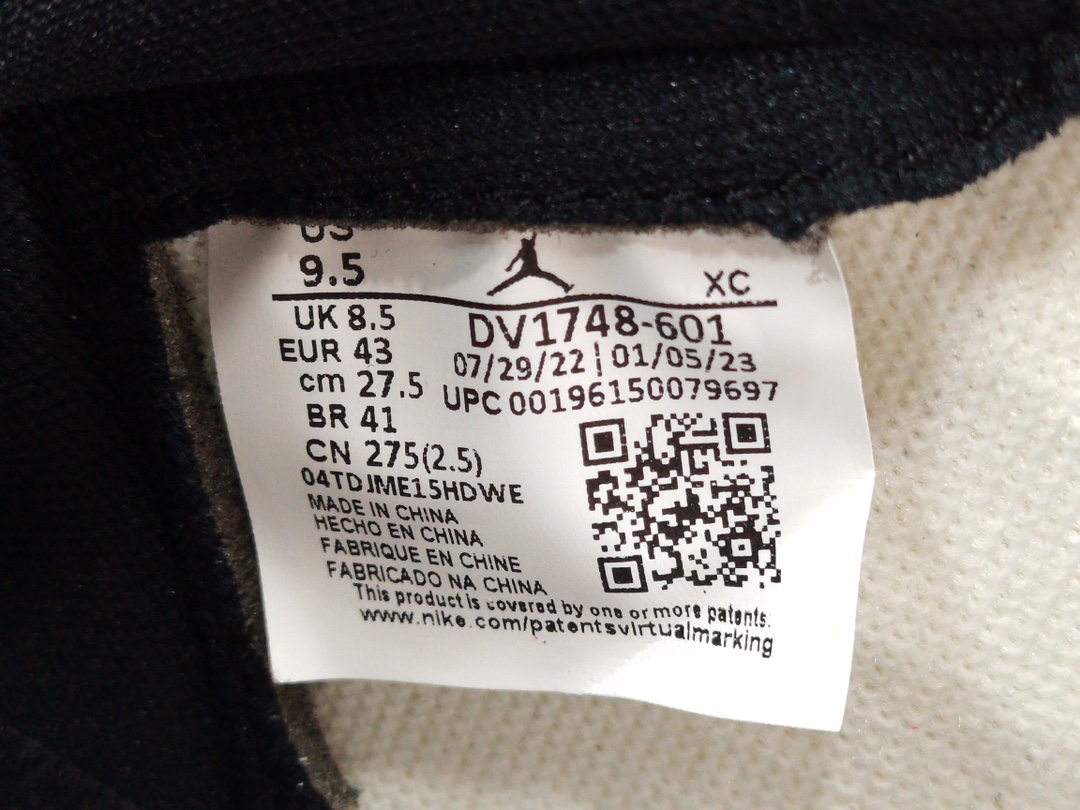 US
9.5
XC
UK 8.5
DV1748-601
EUR 43
07/29/22 | 01/05/23
cm 27.5
UPC 00196150079697
BR 41
CN 275(2.5)
04TDJME15HDWE
MADE IN CHINA
HECHO EN CHINA
FABRIQUE EN CHINE
FABRICADO NA CHINA
This product is covered by one or more patents.
www.nike.com/patentsvirtualmarking